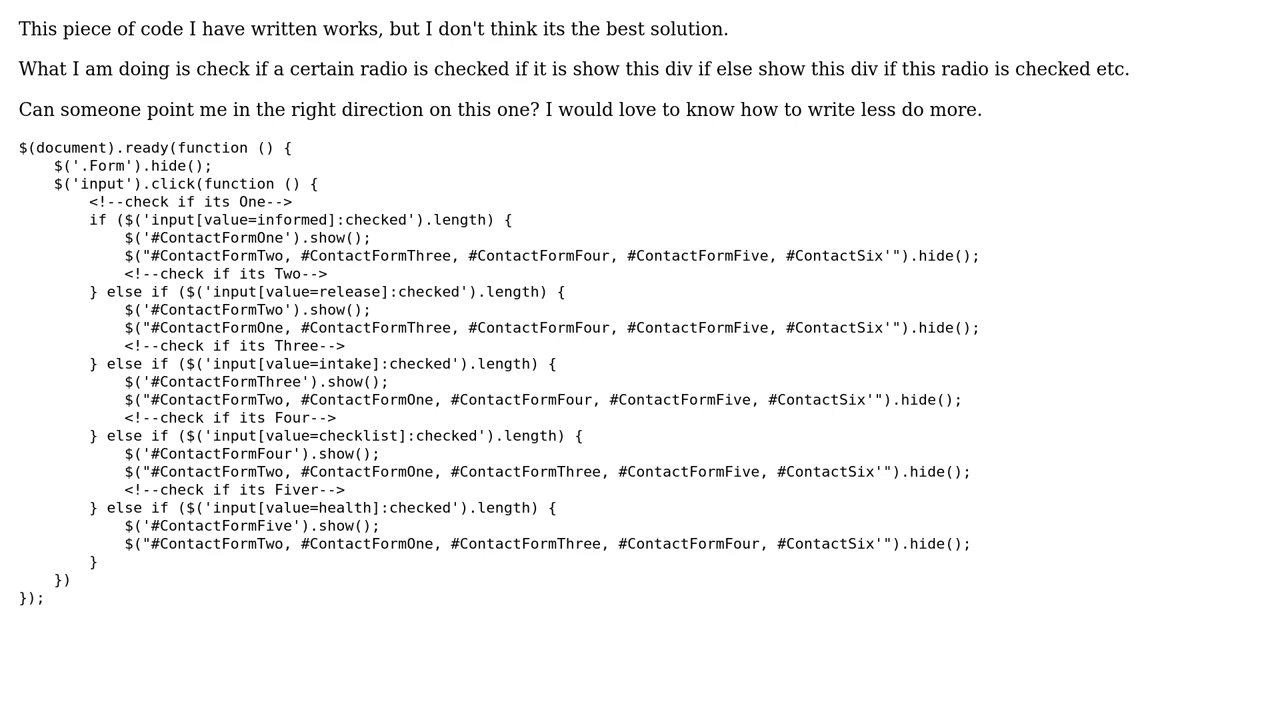 This piece of code I have written works, but I don't think its the best solution.
What I am doing is check if a certain radio is checked if it is show this div if else show this div if this radio is checked etc.
Can someone point me in the right direction on this one? I would love to know how to write less do more.
$(document).ready(function () {
    $('.Form').hide();
    $('input').click(function () {
        <!--check if its One-->
        if ($('input[value=informed]:checked').length) {
            $('#ContactFormOne').show();
            $("#ContactFormTwo, #ContactFormThree, #ContactFormFour, #ContactFormFive, #ContactSix'").hide();
            <!--check if its Two-->
        } else if ($('input[value=release]:checked').length) {
            $('#ContactFormTwo').show();
            $("#ContactFormOne, #ContactFormThree, #ContactFormFour, #ContactFormFive, #ContactSix'").hide();
            <!--check if its Three-->
        } else if ($('input[value=intake]:checked').length) {
            $('#ContactFormThree').show();
            $("#ContactFormTwo, #ContactFormOne, #ContactFormFour, #ContactFormFive, #ContactSix'").hide();
            <!--check if its Four-->
        } else if ($('input[value=checklist]:checked').length) {
            $('#ContactFormFour').show();
            $("#ContactFormTwo, #ContactFormOne, #ContactFormThree, #ContactFormFive, #ContactSix'").hide();
            <!--check if its Fiver-->
        } else if ($('input[value=health]:checked').length) {
            $('#ContactFormFive').show();
            $("#ContactFormTwo, #ContactFormOne, #ContactFormThree, #ContactFormFour, #ContactSix'").hide();
        }
    })
});